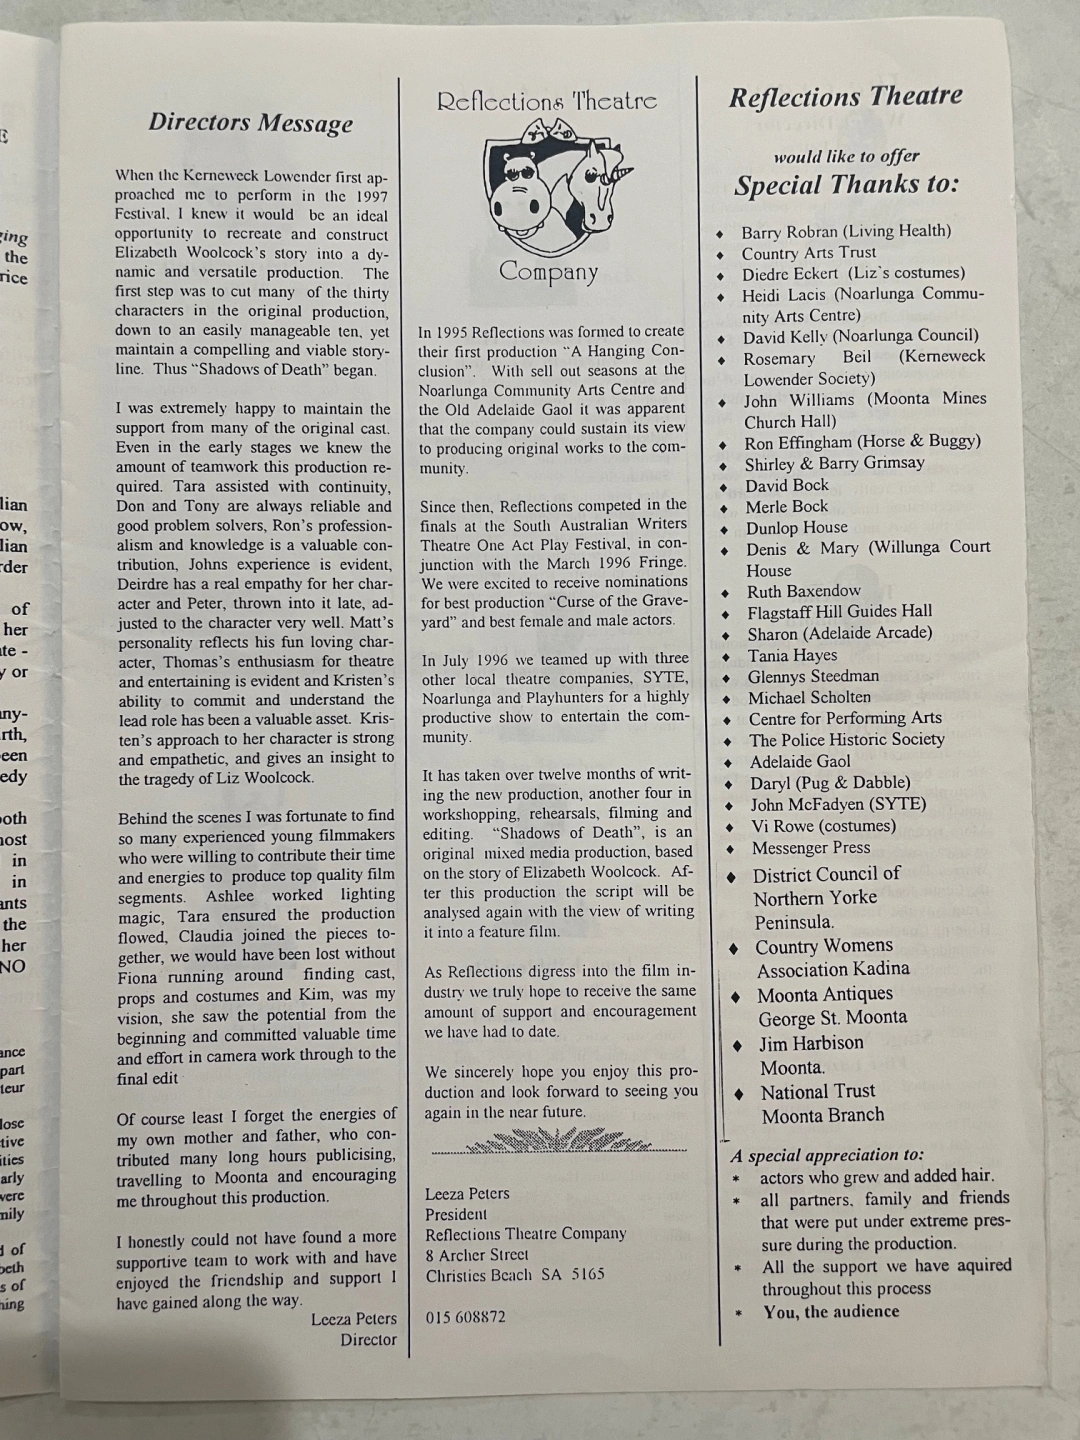 E
ging
the
rice
lian
ow,
lian
rder
of
her
ate -
y or
any-
rth,
been
edy
both
most
in
in
ants
the
her
NO
ance
part
teur
lose
tive
ities
arly
were
mily
d of
beth
s of
hing
Directors Message
When the Kerneweck Lowender first ap-
proached me to perform in the 1997
Festival, I knew it would be an ideal
opportunity to recreate and construct
Elizabeth Woolcock's story into a dy-
namic and versatile production. The
first step was to cut many of the thirty
characters in the original production,
down to an easily manageable ten, yet
maintain a compelling and viable story-
line. Thus "Shadows of Death" began.
I was extremely happy to maintain the
support from many of the original cast.
Even in the early stages we knew the
amount of teamwork this production re-
quired. Tara assisted with continuity,
Don and Tony are always reliable and
good problem solvers, Ron's profession-
alism and knowledge is a valuable con-
tribution, Johns experience is evident,
Deirdre has a real empathy for her char-
acter and Peter, thrown into it late, ad-
justed to the character very well. Matt's
personality reflects his fun loving char-
acter, Thomas's enthusiasm for theatre
and entertaining is evident and Kristen's
ability to commit and understand the
lead role has been a valuable asset. Kris-
ten's approach to her character is strong
and empathetic, and gives an insight to
the tragedy of Liz Woolcock.
Behind the scenes I was fortunate to find
so many experienced young filmmakers
who were willing to contribute their time
and energies to produce top quality film
segments. Ashlee worked lighting
magic, Tara ensured the production
flowed, Claudia joined the pieces to-
gether, we would have been lost without
Fiona running around finding cast,
props and costumes and Kim, was my
vision, she saw the potential from the
beginning and committed valuable time
and effort in camera work through to the
final edit
Of course least I forget the energies of
my own mother and father, who con-
tributed many long hours publicising,
travelling to Moonta and encouraging
me throughout this production.
I honestly could not have found a more
supportive team to work with and have
enjoyed the friendship and support I
have gained along the way.
Leeza Peters
Director
Reflections Theatre
Company
In 1995 Reflections was formed to create
their first production "A Hanging Con-
clusion". With sell out seasons at the
Noarlunga Community Arts Centre and
the Old Adelaide Gaol it was apparent
that the company could sustain its view
to producing original works to the com-
munity.
Since then, Reflections competed in the
finals at the South Australian Writers
Theatre One Act Play Festival, in con-
junction with the March 1996 Fringe.
We were excited to receive nominations
for best production "Curse of the Grave-
yard" and best female and male actors.
In July 1996 we teamed up with three
other local theatre companies, SYTE,
Noarlunga and Playhunters for a highly
productive show to entertain the com-
munity.
It has taken over twelve months of writ-
ing the new production, another four in
workshopping, rehearsals, filming and
editing. "Shadows of Death", is an
original mixed media production, based
on the story of Elizabeth Woolcock. Af-
ter this production the script will be
analysed again with the view of writing
it into a feature film.
As Reflections digress into the film in-
dustry we truly hope to receive the same
amount of support and encouragement
we have had to date.
We sincerely hope you enjoy this pro-
duction and look forward to seeing you
again in the near future.
Leeza Peters
President
Reflections Theatre Company
8 Archer Street
Christies Beach SA 5165
015 608872
Reflections Theatre
would like to offer
Special Thanks to:
♦ Barry Robran (Living Health)
♦ Country Arts Trust
♦ Diedre Eckert (Liz's costumes)
♦ Heidi Lacis (Noarlunga Commu-
nity Arts Centre)
♦ David Kelly (Noarlunga Council)
♦ Rosemary Beil (Kerneweck
Lowender Society)
♦ John Williams (Moonta Mines
Church Hall)
♦ Ron Effingham (Horse & Buggy)
♦ Shirley & Barry Grimsay
♦ David Bock
♦ Merle Bock
♦ Dunlop House
♦ Denis & Mary (Willunga Court
House
♦ Ruth Baxendow
♦ Flagstaff Hill Guides Hall
♦ Sharon (Adelaide Arcade)
♦ Tania Hayes
♦ Glennys Steedman
♦ Michael Scholten
♦ Centre for Performing Arts
♦ The Police Historic Society
♦ Adelaide Gaol
♦ Daryl (Pug & Dabble)
♦ John McFadyen (SYTE)
♦ Vi Rowe (costumes)
♦ Messenger Press
♦ District Council of
Northern Yorke
Peninsula.
♦ Country Womens
Association Kadina
♦ Moonta Antiques
George St. Moonta
♦ Jim Harbison
Moonta.
♦ National Trust
Moonta Branch
A special appreciation to:
* actors who grew and added hair.
* all partners, family and friends
that were put under extreme pres-
sure during the production.
* All the support we have aquired
throughout this process
* You, the audience